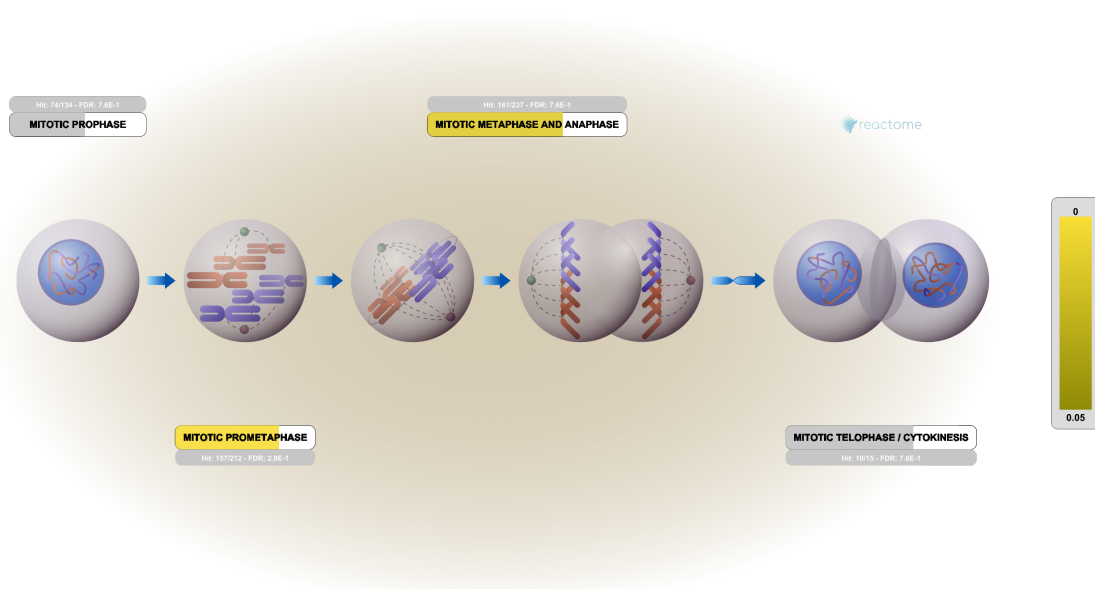 Hit: 74/134 - FDR: 7.6E-1
MITOTIC PROPHASE
Hit: 161/237 - FDR: 7.6E-1
MITOTIC METAPHASE AND ANAPHASE
reactome
0
0.05
MITOTIC PROMETAPHASE
Hit: 157/212 - FDR: 2.9E-1
MITOTIC TELOPHASE / CYTOKINESIS
Hit: 10/15 - FDR: 7.6E-1